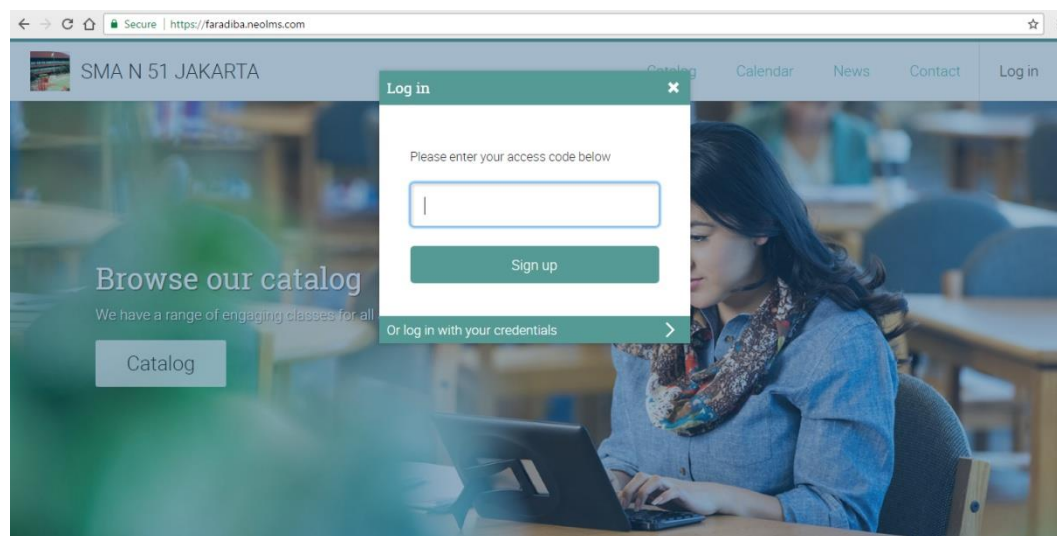 Secure | https://faradiba.neolms.com
SMA N 51 JAKARTA
Catalog Calendar News Contact Log in
Log in
Please enter your access code below
Sign up
Or log in with your credentials
Browse our catalog
We have a range of engaging classes for all
Catalog